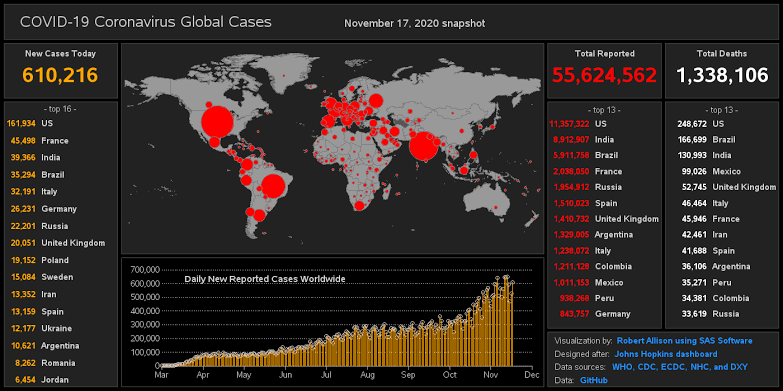 COVID-19 Coronavirus Global Cases
November 17, 2020 snapshot
New Cases Today
610,216
- top 16 -
161,934 US
45,498 France
39,366 India
35,294 Brazil
32,191 Italy
26,231 Germany
22,201 Russia
20,051 United Kingdom
19,152 Poland
15,084 Sweden
13,352 Iran
13,159 Spain
12,177 Ukraine
10,621 Argentina
8,262 Romania
6,454 Jordan
Daily New Reported Cases Worldwide
700,000
600,000
500,000
400,000
300,000
200,000
100,000
0
Mar Apr May Jun Jul Aug Sep Oct Nov Dec
Total Reported
55,624,562
- top 13 -
11,357,322 US
8,912,907 India
5,911,758 Brazil
2,038,050 France
1,954,912 Russia
1,510,023 Spain
1,410,732 United Kingdom
1,329,005 Argentina
1,238,072 Italy
1,211,128 Colombia
1,011,153 Mexico
938,268 Peru
843,757 Germany
Total Deaths
1,338,106
- top 13 -
248,672 US
166,699 Brazil
130,993 India
99,026 Mexico
52,745 United Kingdom
46,464 Italy
45,946 France
42,461 Iran
41,688 Spain
36,106 Argentina
35,271 Peru
34,381 Colombia
33,619 Russia
Visualization by: Robert Allison using SAS Software
Designed after: Johns Hopkins dashboard
Data sources: WHO, CDC, ECDC, NHC, and DXY
Data: GitHub